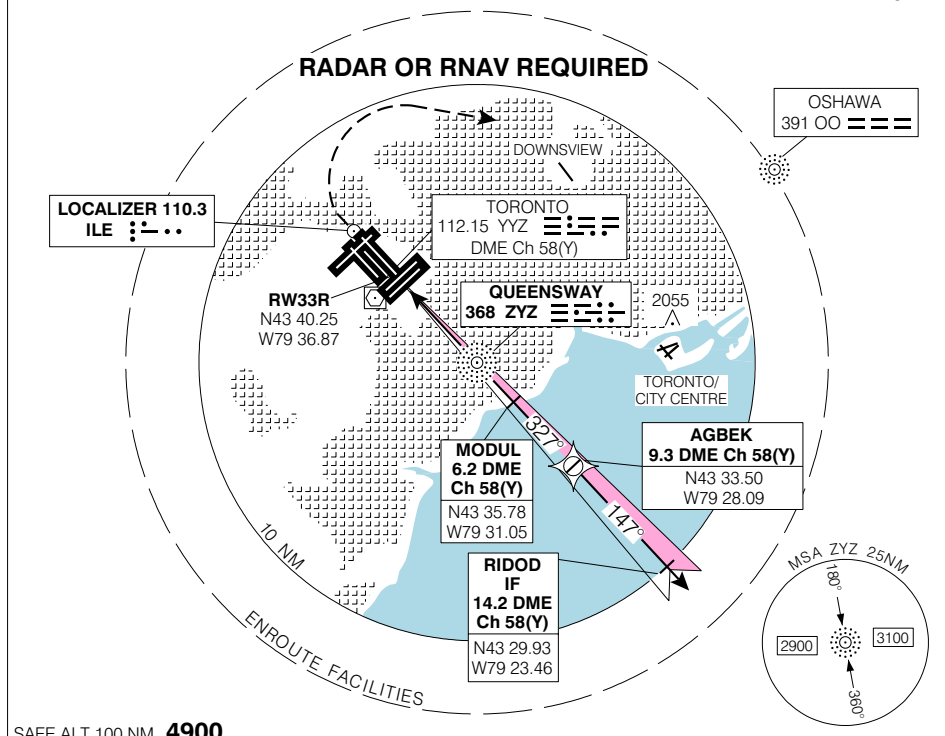 RADAR OR RNAV REQUIRED
OSHAWA
391 OO
DOWNSVIEW
LOCALIZER 110.3
ILE
TORONTO
112.15 YYZ
DME Ch 58(Y)
QUEENSWAY
368 ZYZ
RW33R
N43 40.25
W79 36.87
2055
TORONTO/
CITY CENTRE
327°
MODUL
6.2 DME
Ch 58(Y)
N43 35.78
W79 31.05
AGBEK
9.3 DME Ch 58(Y)
N43 33.50
W79 28.09
147°
10 NM
RIDOD
IF
14.2 DME
Ch 58(Y)
N43 29.93
W79 23.46
ENROUTE FACILITIES
MSA ZYZ 25NM
180°
2900
3100
360°
SAFE ALT 100 NM 4900